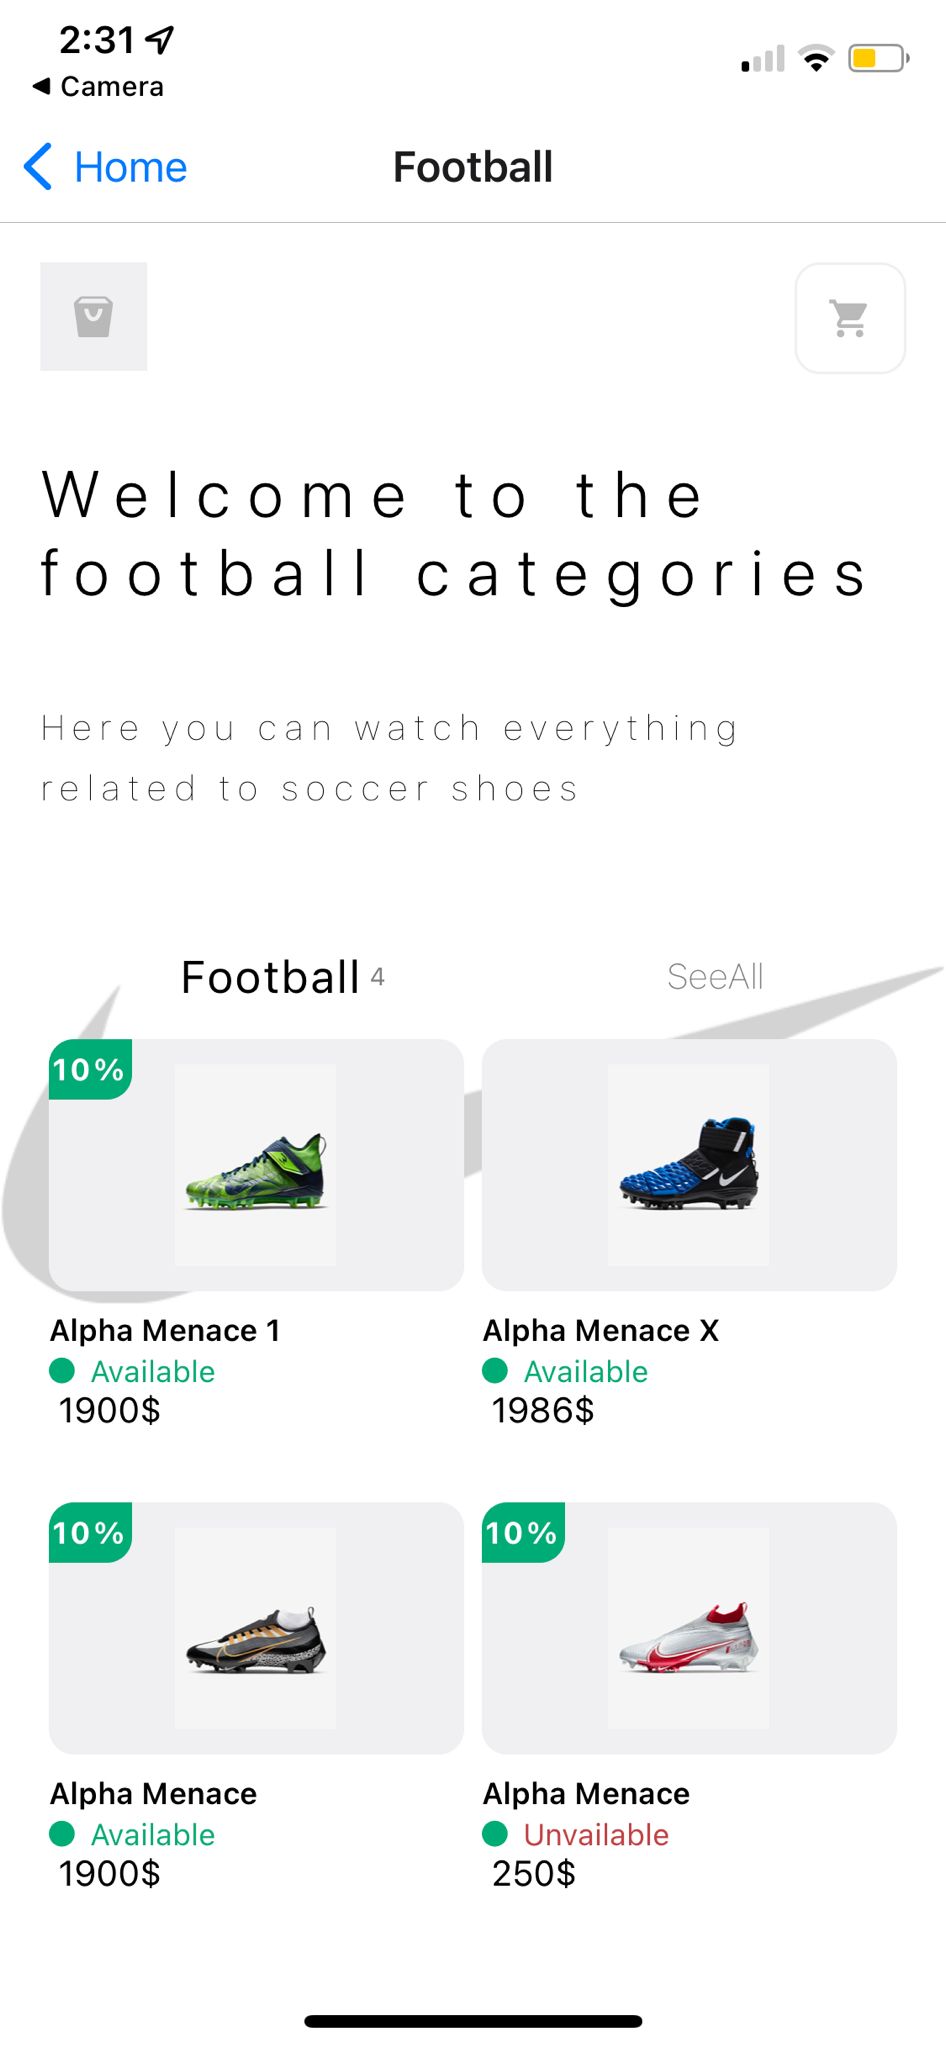 2:31
Camera
Home
Football
Welcome to the
football categories
Here you can watch everything
related to soccer shoes
Football 4
SeeAll
10%
Alpha Menace 1
Available
1900$
Alpha Menace X
Available
1986$
10%
Alpha Menace
Available
1900$
10%
Alpha Menace
Unvailable
250$